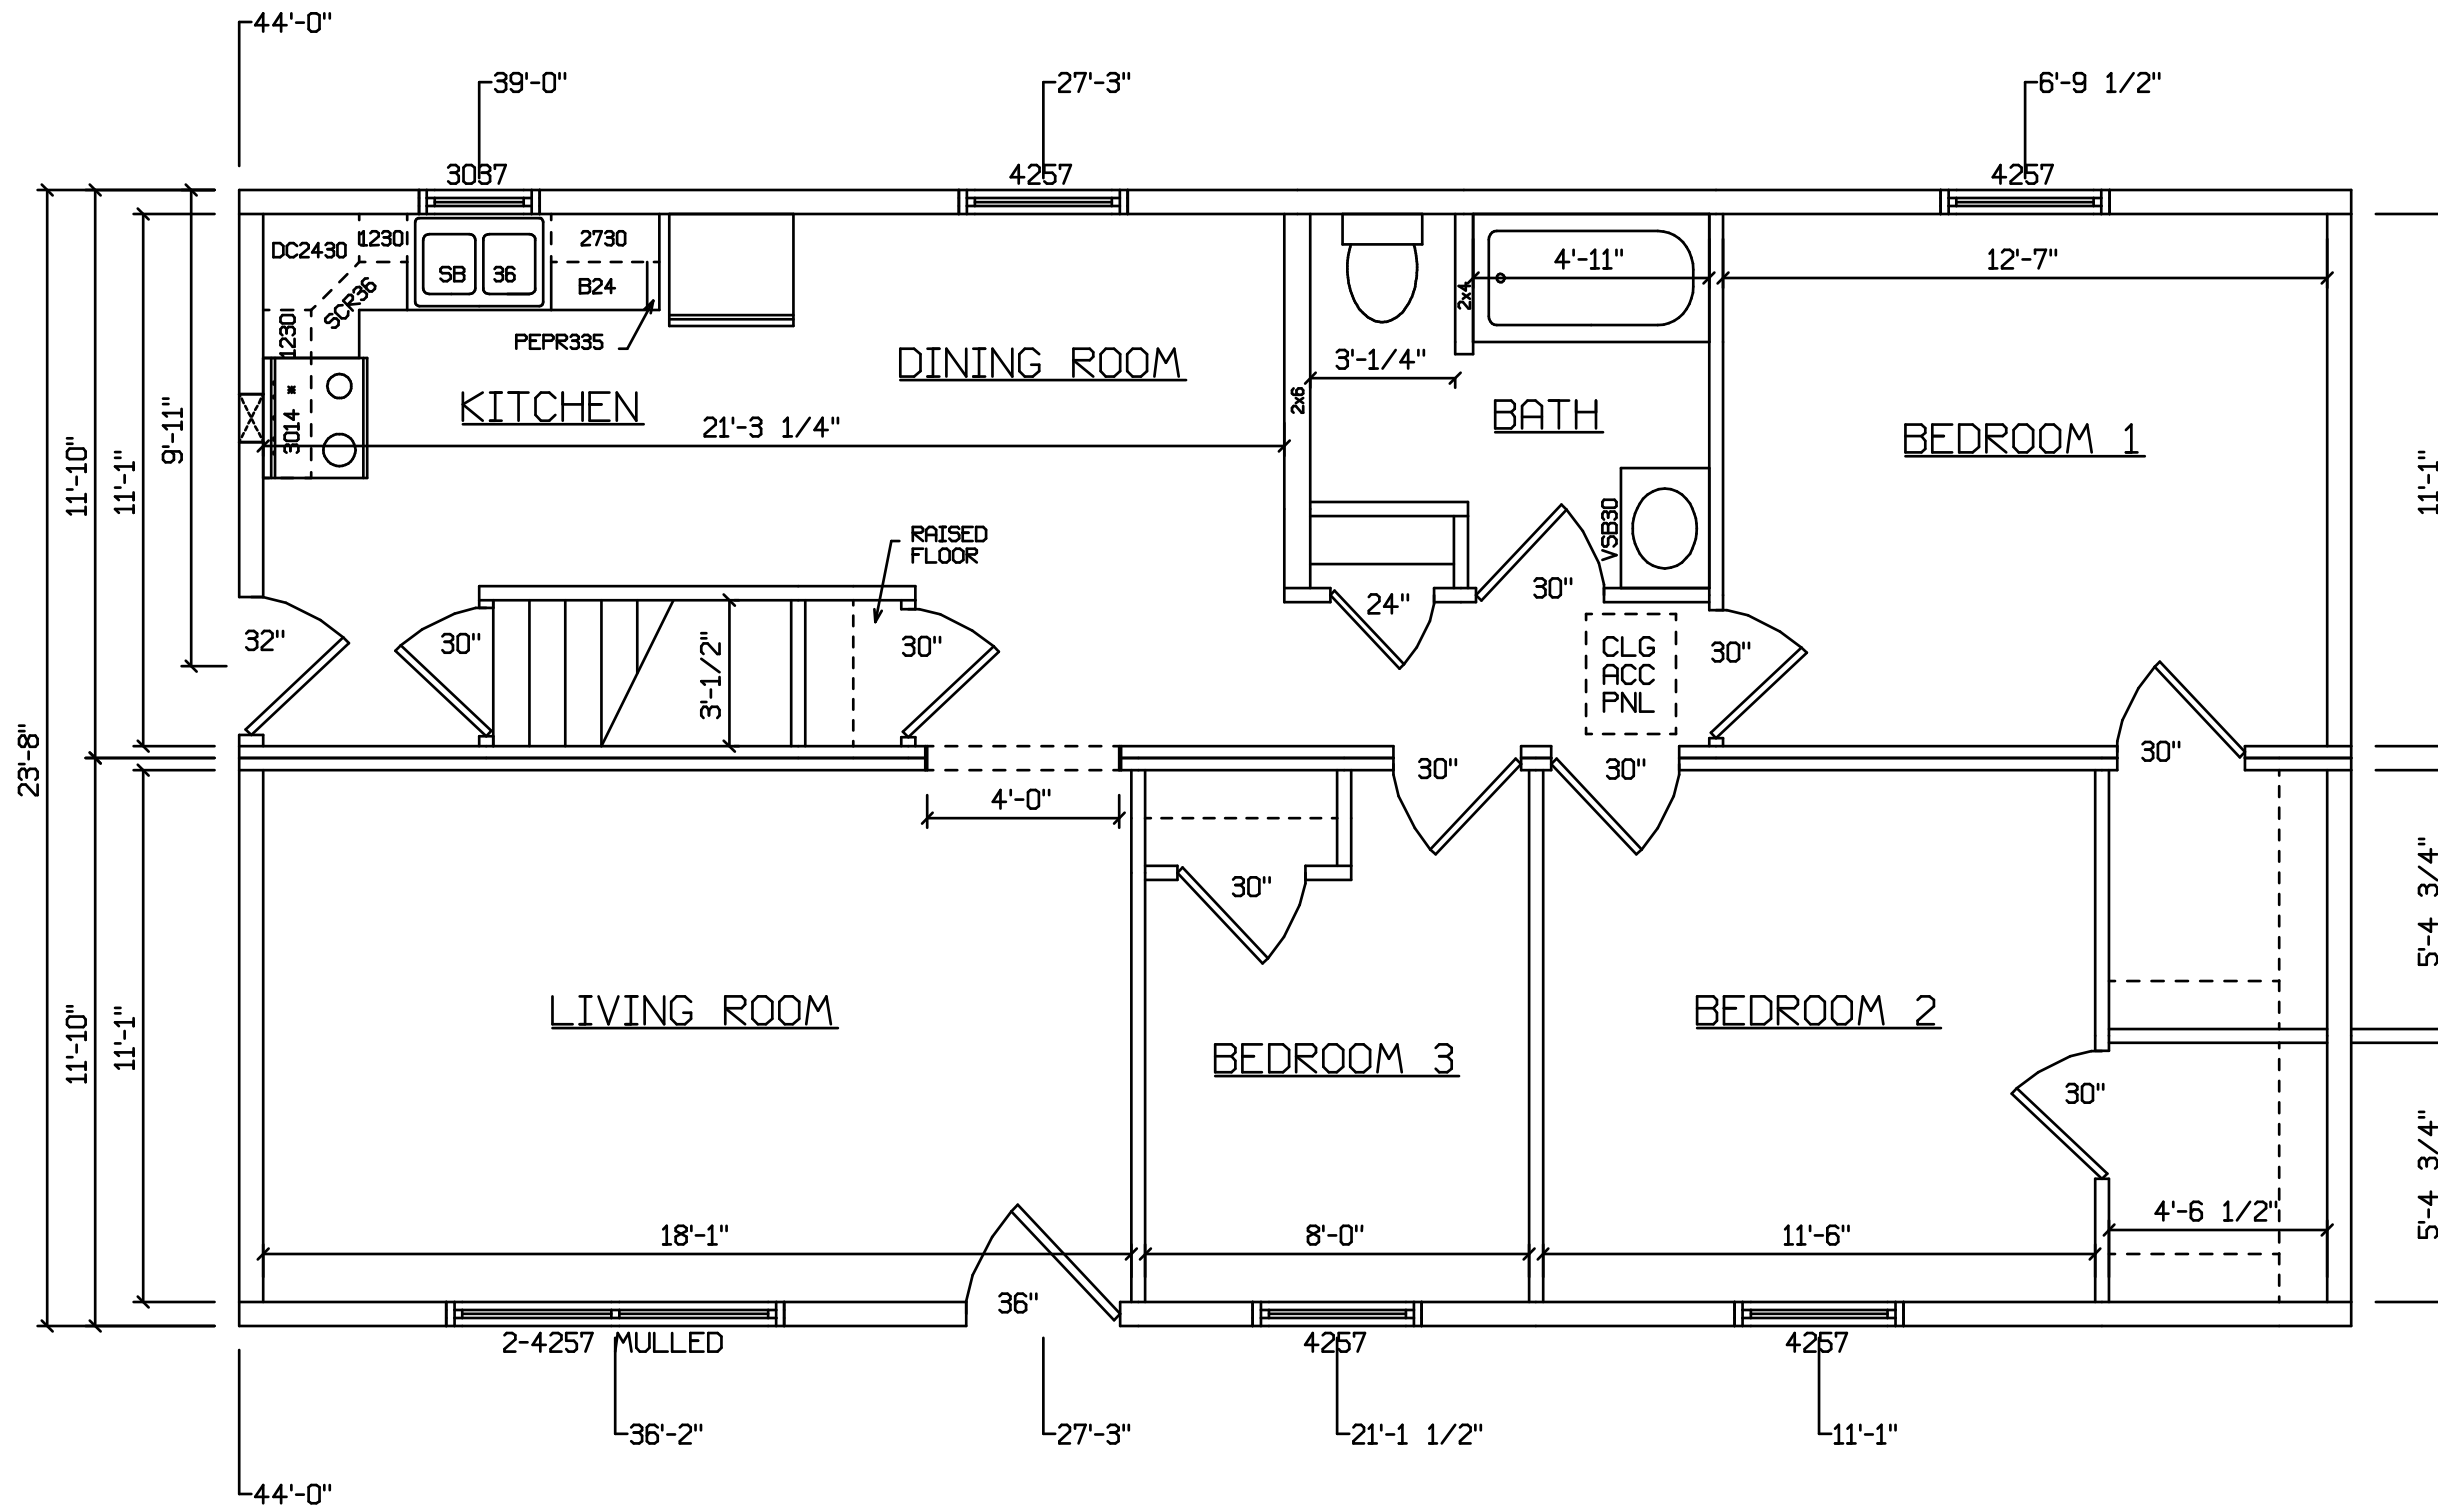 44'-0"
39'-0"
27'-3"
6'-9 1/2"
3037
4257
4257
DC2430
1230
2730
SB 36
B24
SCR36
1230
PEPR335
3014 *
4'-11"
12'-7"
2x4
3'-1/4"
2x6
DINING ROOM
KITCHEN
BATH
BEDROOM 1
21'-3 1/4"
9'-11"
11'-10"
11'-1"
11'-1"
VSB30
RAISED
FLOOR
24"
30"
32"
30"
3'-1/2"
30"
CLG
ACC
PNL
30"
23'-8"
30"
30"
30"
4'-0"
30"
5'-4 3/4"
LIVING ROOM
BEDROOM 3
BEDROOM 2
11'-10"
11'-1"
30"
5'-4 3/4"
4'-6 1/2"
18'-1"
8'-0"
11'-6"
36"
2-4257 MULLED
4257
4257
36'-2"
27'-3"
21'-1 1/2"
11'-1"
44'-0"